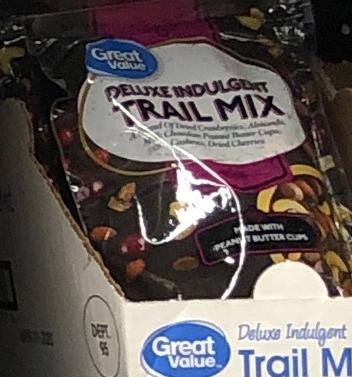 Great
Value
DELUXE INDULGENT
TRAIL MIX
Of Dried Cranberries, Almonds,
Chocolate Peanut Butter Cups,
Cashews, Dried Cherries
MADE WITH
PEANUT BUTTER CUPS
DEPT.
95
Great
Value
Deluxe Indulgent
Trail M